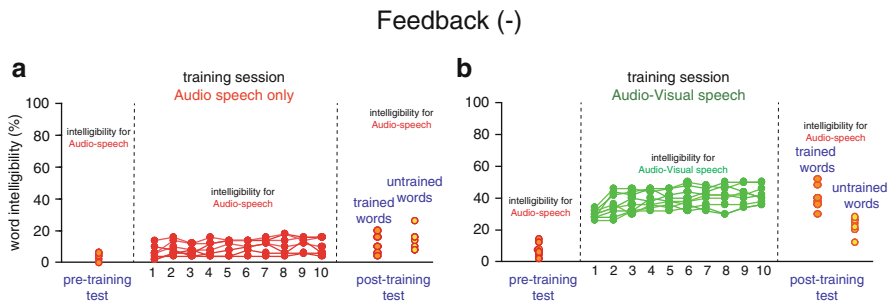 Feedback (-)
a
training session
Audio speech only
word intelligibility (%)
100
80
60
40
20
0
intelligibility for
Audio-speech
intelligibility for
Audio-speech
intelligibility for
Audio-speech
trained
words
untrained
words
pre-training
test
1 2 3 4 5 6 7 8 9 10
post-training
test
b
training session
Audio-Visual speech
100
80
60
40
20
0
intelligibility for
Audio-speech
intelligibility for
Audio-Visual speech
intelligibility for
Audio-speech
trained
words
untrained
words
pre-training
test
1 2 3 4 5 6 7 8 9 10
post-training
test